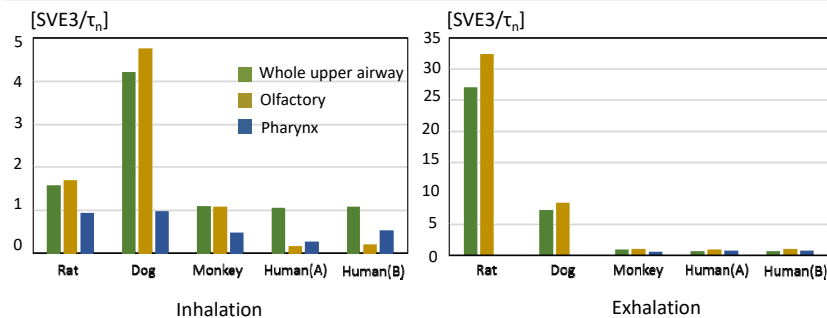 [SVE3/τn]
5
4
3
2
1
0
Whole upper airway
Olfactory
Pharynx
Rat Dog Monkey Human(A) Human(B)
Inhalation
[SVE3/τn]
35
30
25
20
15
10
5
0
Rat Dog Monkey Human(A) Human(B)
Exhalation